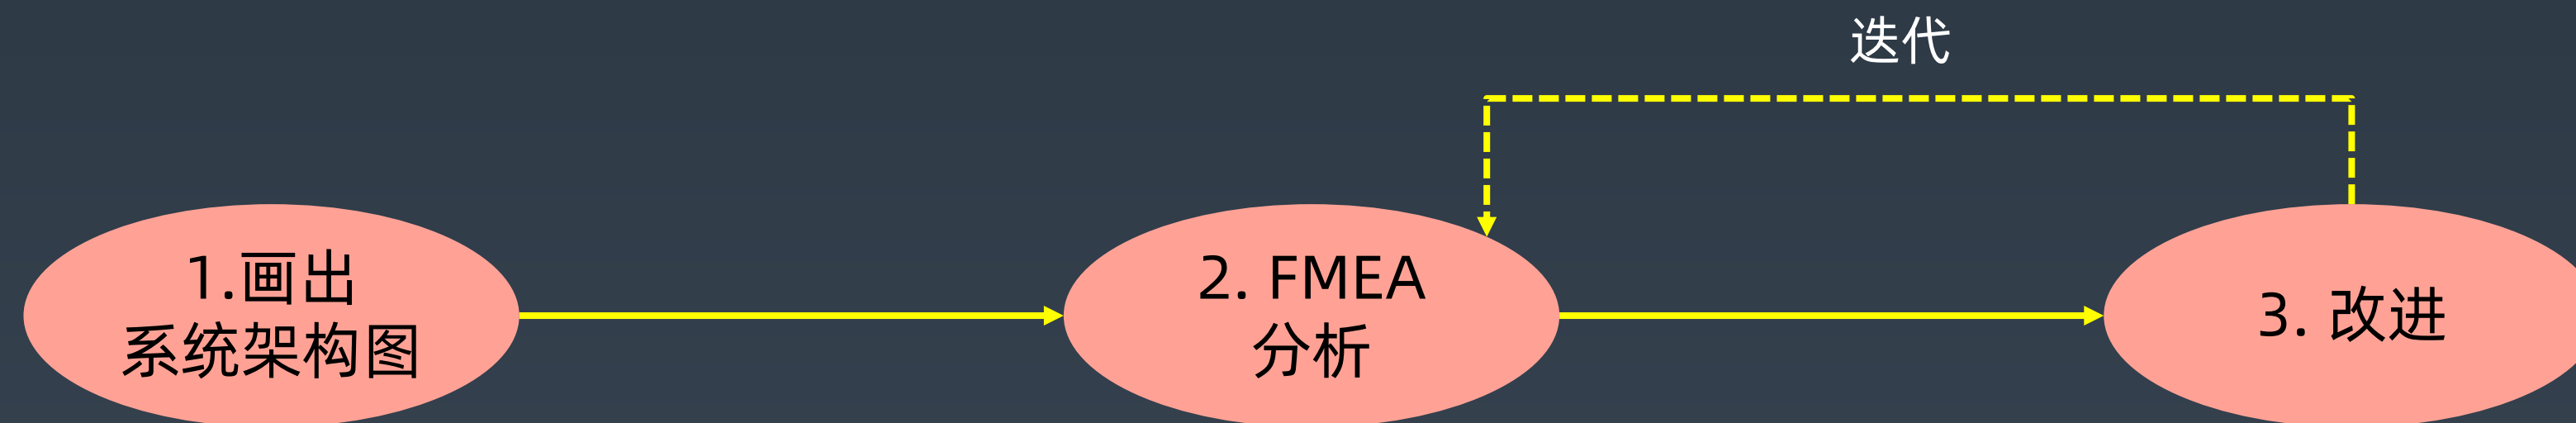 迭代
1.画出
系统架构图
2. FMEA
分析
3. 改进